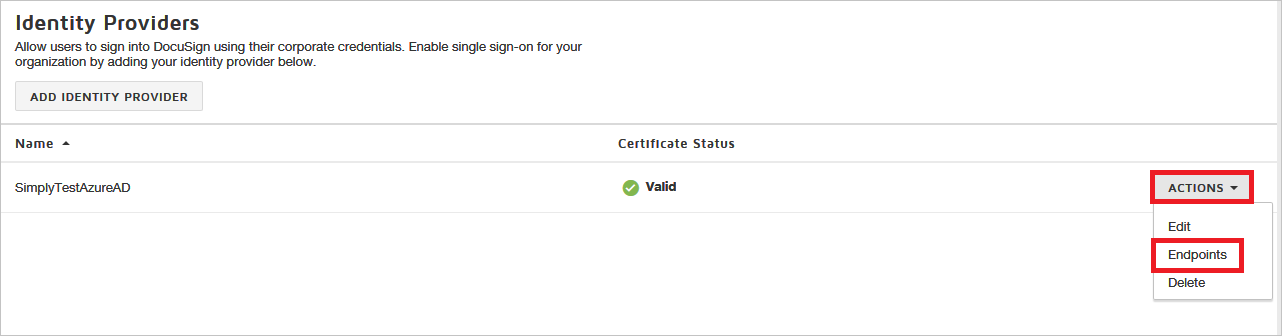 Identity Providers
Allow users to sign into DocuSign using their corporate credentials. Enable single sign-on for your
organization by adding your identity provider below.
ADD IDENTITY PROVIDER
Name Certificate Status
SimplyTestAzureAD Valid ACTIONS
Edit
Endpoints
Delete